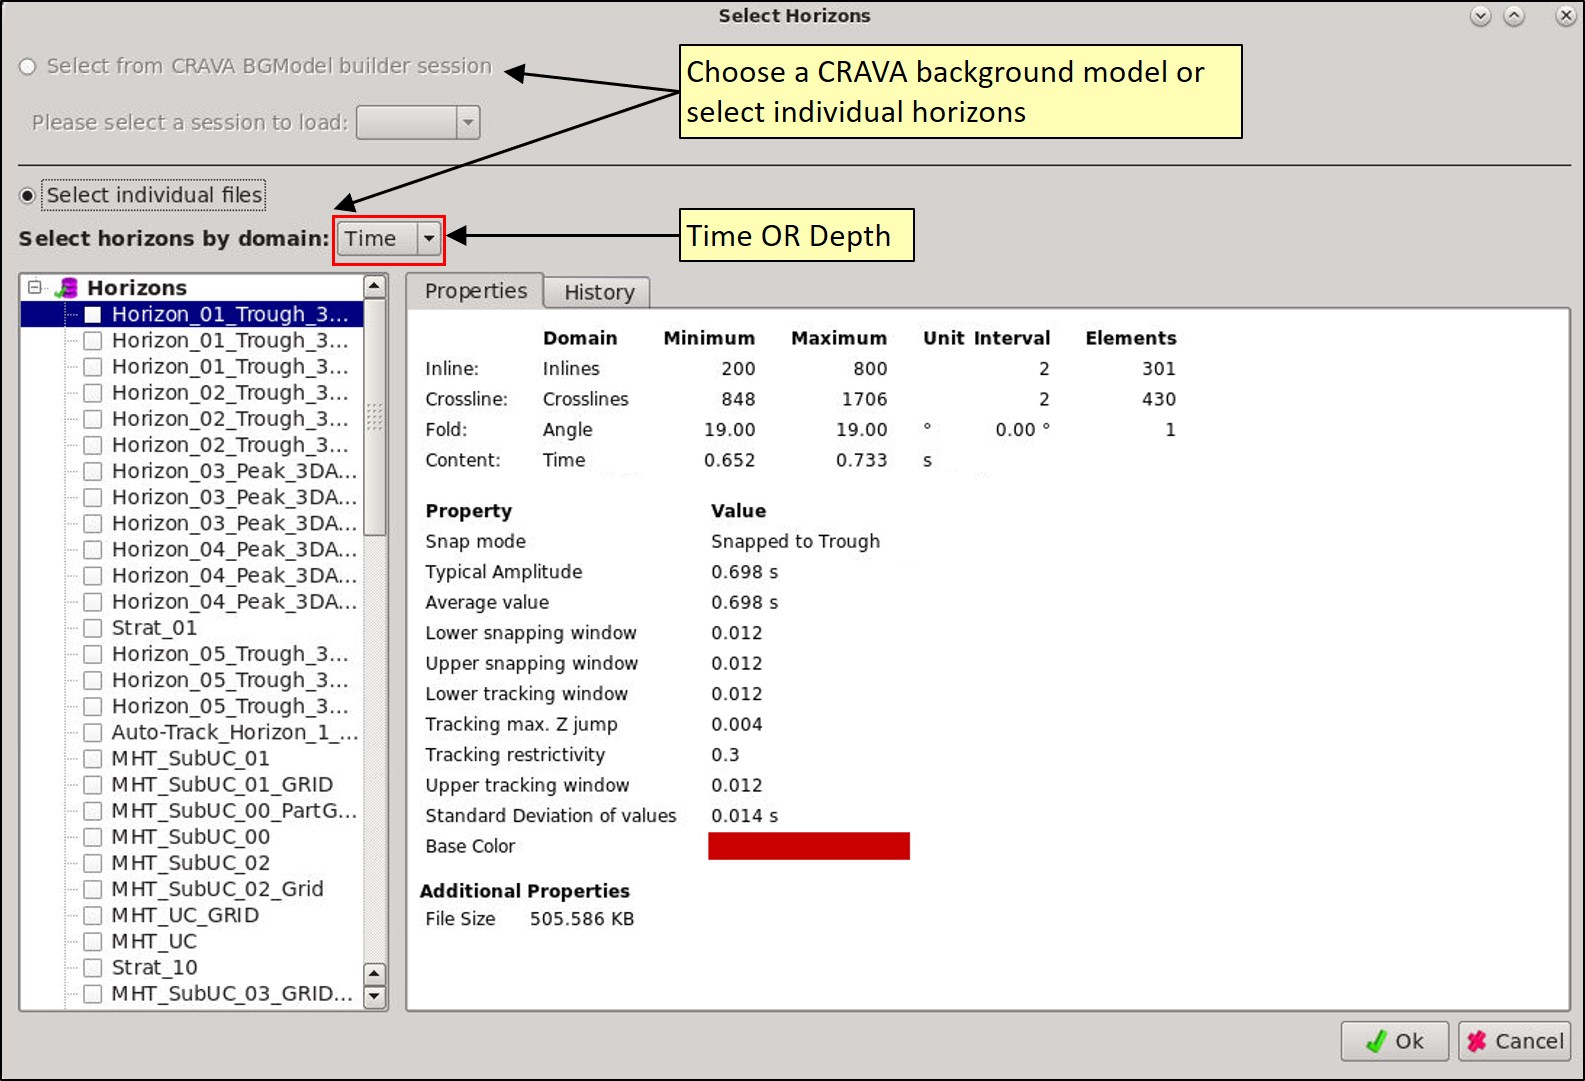 Select Horizons
Select from CRAVA BGModel builder session
Choose a CRAVA background model or
select individual horizons
Please select a session to load:
Select individual files
Select horizons by domain: Time
Time OR Depth
Horizons
Horizon_01_Trough_3...
Horizon_01_Trough_3...
Horizon_01_Trough_3...
Horizon_02_Trough_3...
Horizon_02_Trough_3...
Horizon_02_Trough_3...
Horizon_03_Peak_3DA...
Horizon_03_Peak_3DA...
Horizon_03_Peak_3DA...
Horizon_04_Peak_3DA...
Horizon_04_Peak_3DA...
Horizon_04_Peak_3DA...
Strat_01
Horizon_05_Trough_3...
Horizon_05_Trough_3...
Horizon_05_Trough_3...
Auto-Track_Horizon_1_...
MHT_SubUC_01
MHT_SubUC_01_GRID
MHT_SubUC_00_PartG...
MHT_SubUC_00
MHT_SubUC_02
MHT_SubUC_02_Grid
MHT_UC_GRID
MHT_UC
Strat_10
MHT_SubUC_03_GRID...
Properties History
Domain Minimum Maximum Unit Interval Elements
Inline: Inlines 200 800 2 301
Crossline: Crosslines 848 1706 2 430
Fold: Angle 19.00 19.00 ° 0.00 ° 1
Content: Time 0.652 0.733 s
Property Value
Snap mode Snapped to Trough
Typical Amplitude 0.698 s
Average value 0.698 s
Lower snapping window 0.012
Upper snapping window 0.012
Lower tracking window 0.012
Tracking max. Z jump 0.004
Tracking restrictivity 0.3
Upper tracking window 0.012
Standard Deviation of values 0.014 s
Base Color
Additional Properties
File Size 505.586 KB
Ok Cancel